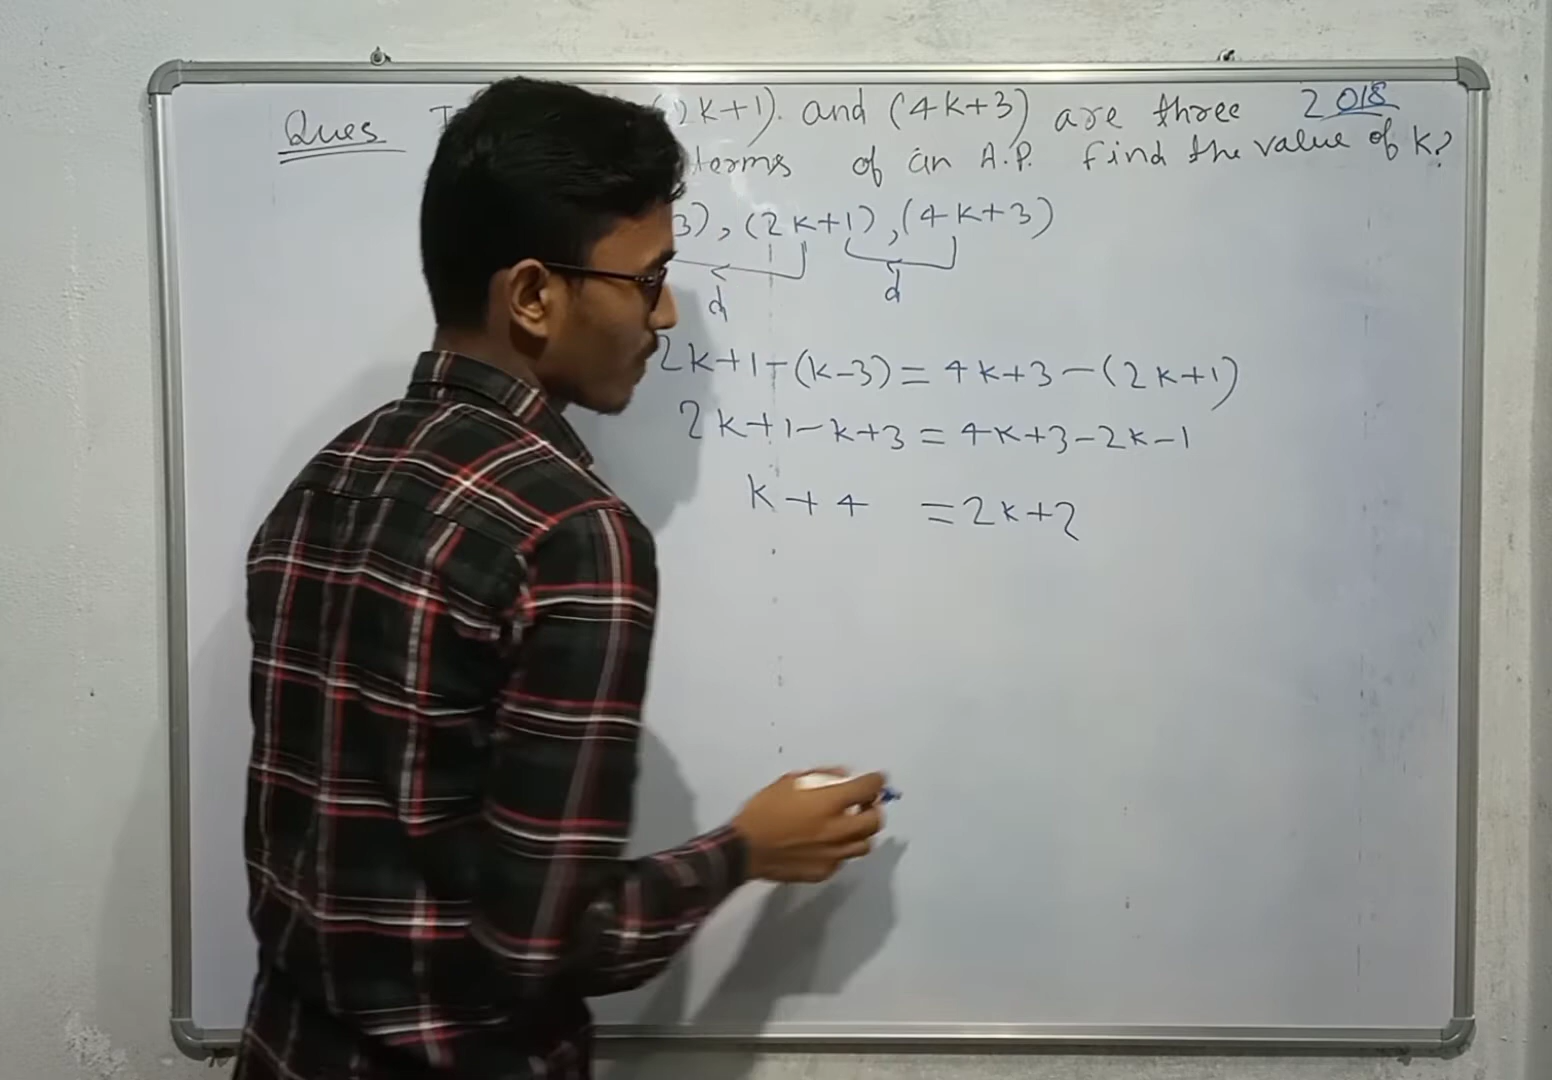 Ques (2k+1). and (4k+3) are three 2018
terms of an A.P. find the value of k?
3), (2k+1), (4k+3)
d d
2k+1-(k-3)=4k+3-(2k+1)
2k+1-k+3=4k+3-2k-1
k+4 =2k+2